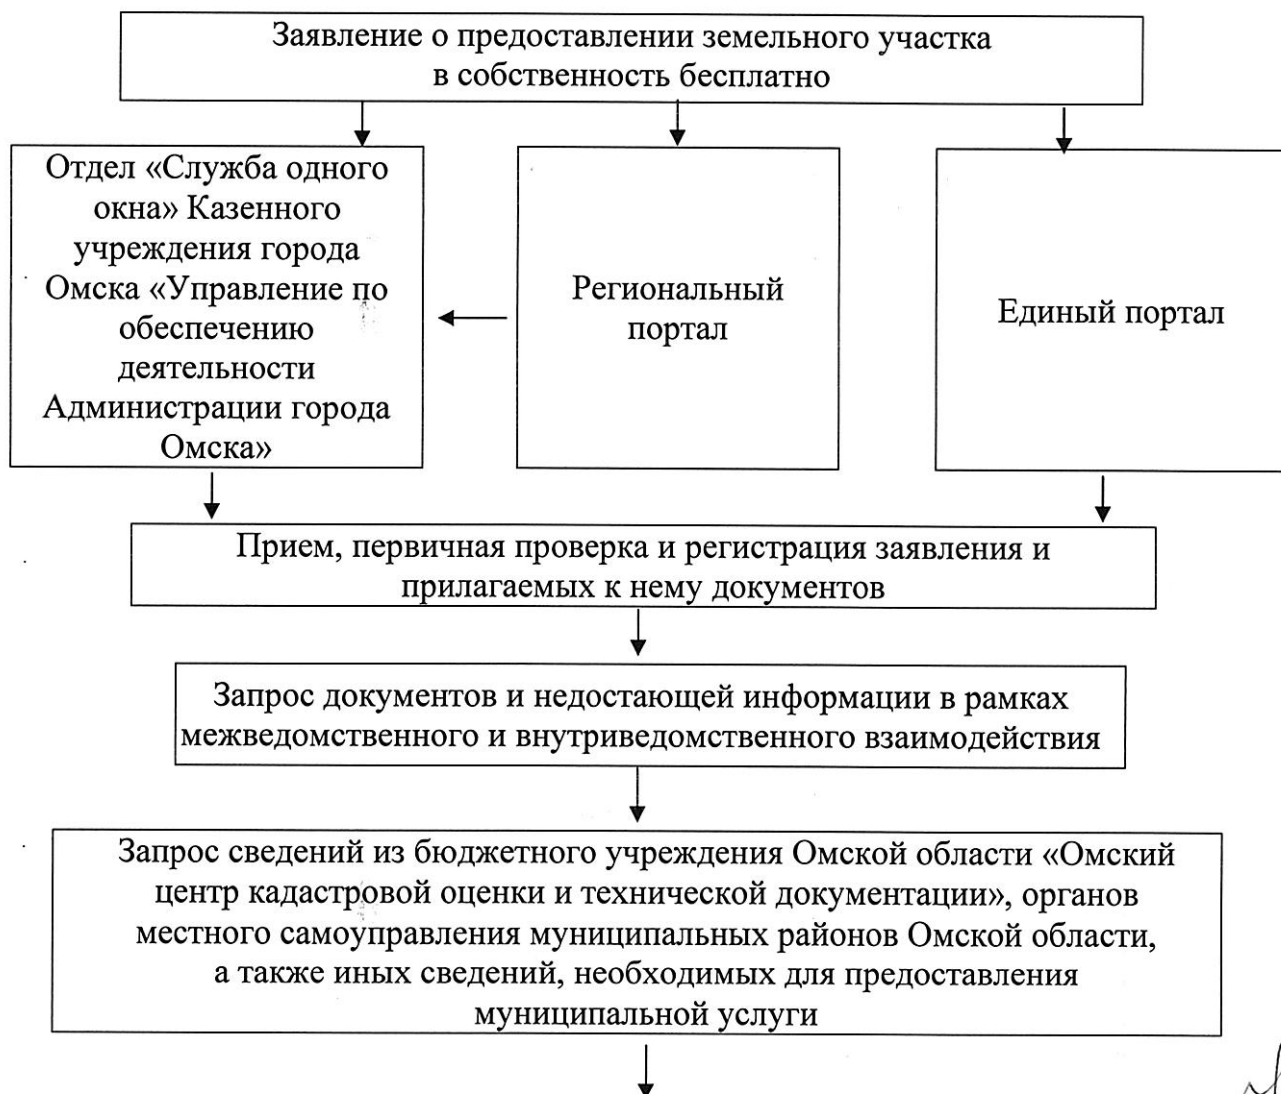 Заявление о предоставлении земельного участка
в собственность бесплатно
Отдел «Служба одного
окна» Казенного
учреждения города
Омска «Управление по
обеспечению
деятельности
Администрации города
Омска»
Региональный
портал
Единый портал
Прием, первичная проверка и регистрация заявления и
прилагаемых к нему документов
Запрос документов и недостающей информации в рамках
межведомственного и внутриведомственного взаимодействия
Запрос сведений из бюджетного учреждения Омской области «Омский
центр кадастровой оценки и технической документации», органов
местного самоуправления муниципальных районов Омской области,
а также иных сведений, необходимых для предоставления
муниципальной услуги